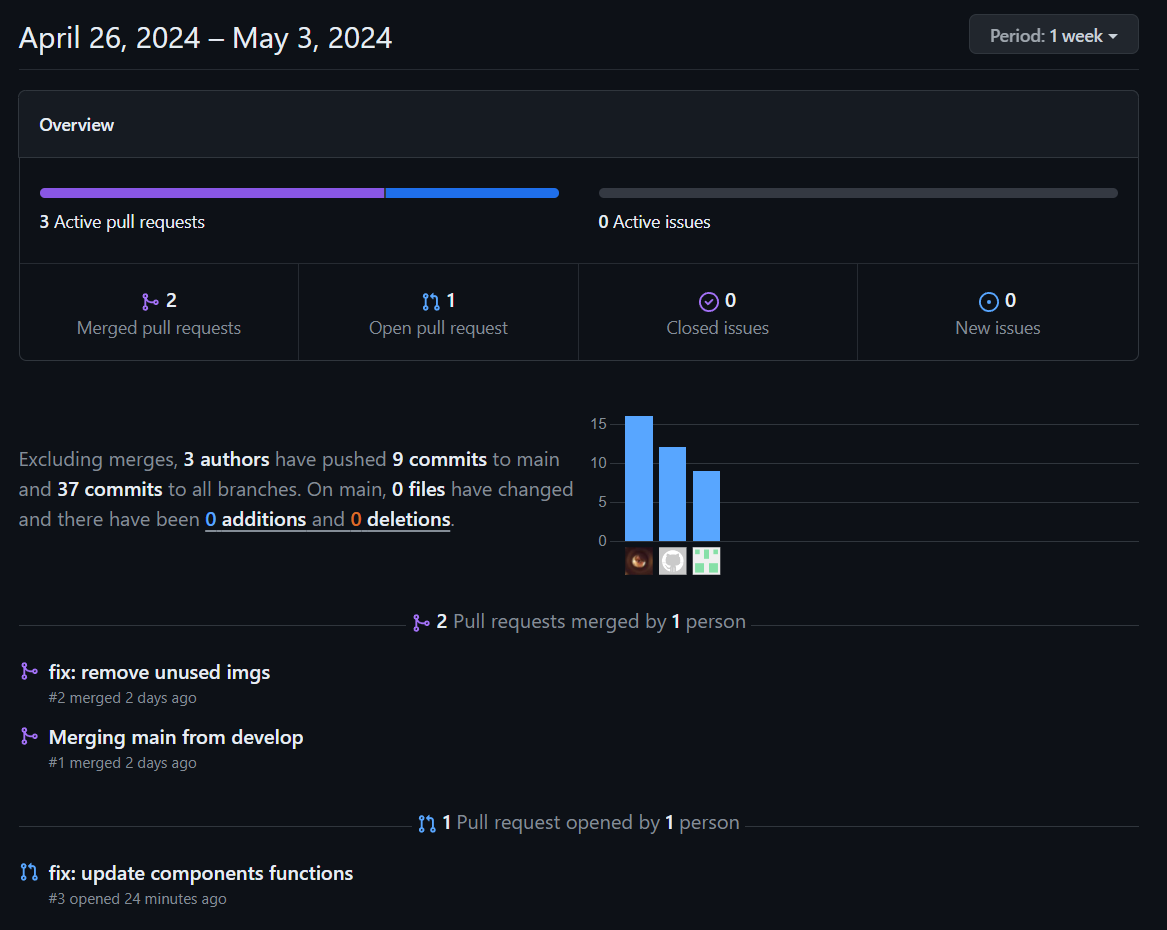 April 26, 2024 – May 3, 2024
Period: 1 week
Overview
3 Active pull requests
0 Active issues
2
Merged pull requests
1
Open pull request
0
Closed issues
0
New issues
Excluding merges, 3 authors have pushed 9 commits to main
and 37 commits to all branches. On main, 0 files have changed
and there have been 0 additions and 0 deletions.
15
10
5
0
2 Pull requests merged by 1 person
fix: remove unused imgs
#2 merged 2 days ago
Merging main from develop
#1 merged 2 days ago
1 Pull request opened by 1 person
fix: update components functions
#3 opened 24 minutes ago